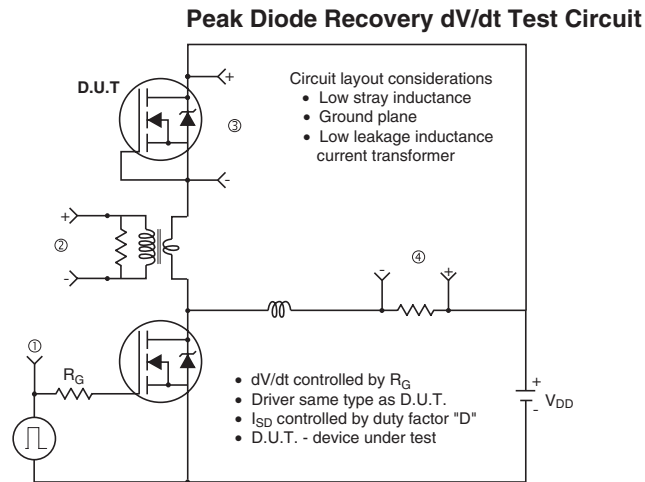 Peak Diode Recovery dV/dt Test Circuit
D.U.T
+
Circuit layout considerations
• Low stray inductance
• Ground plane
• Low leakage inductance
current transformer
③
-
+
②
-
-
④
+
①
RG
• dV/dt controlled by RG
• Driver same type as D.U.T.
• ISD controlled by duty factor "D"
• D.U.T. - device under test
+
VDD
-